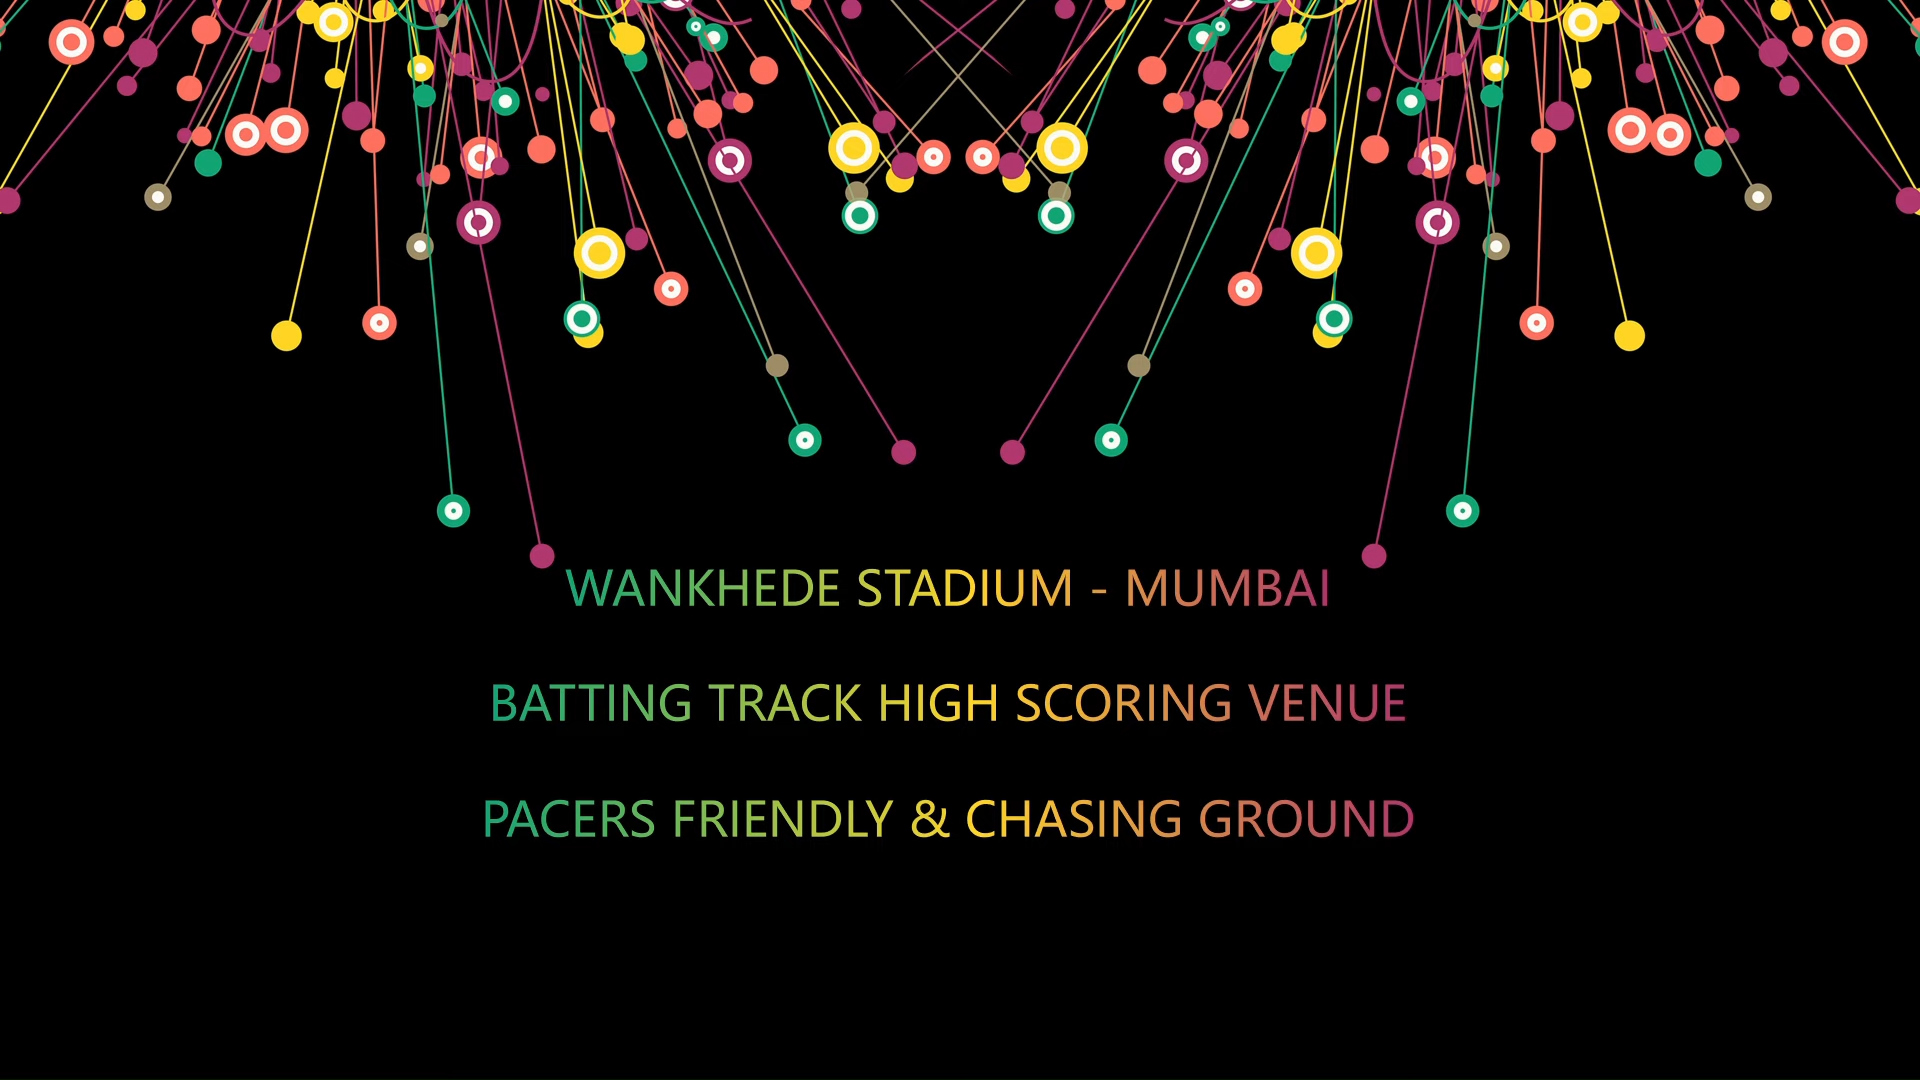 WANKHEDE STADIUM - MUMBAI
BATTING TRACK HIGH SCORING VENUE
PACERS FRIENDLY & CHASING GROUND